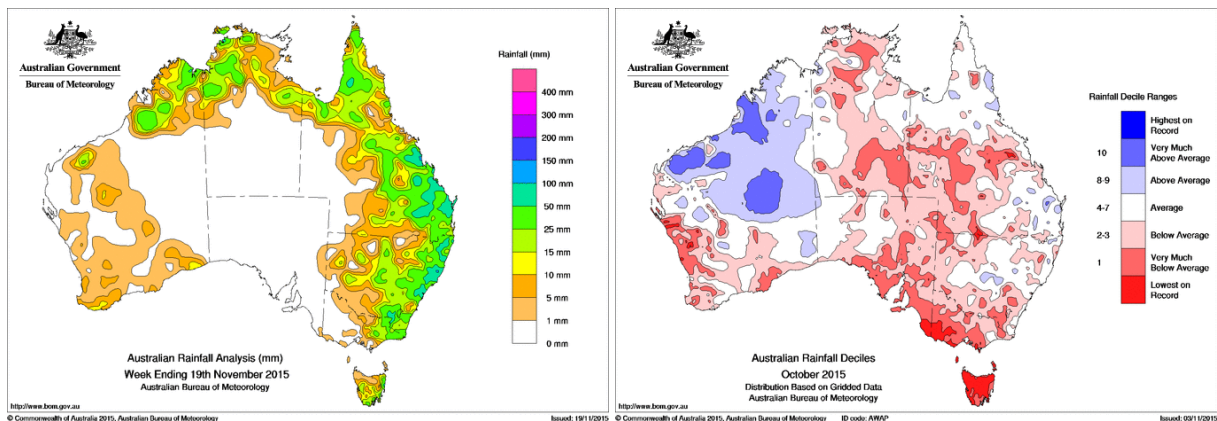 Australian Government
Bureau of Meteorology
Rainfall (mm)
400 mm
300 mm
200 mm
150 mm
100 mm
50 mm
25 mm
15 mm
10 mm
5 mm
1 mm
0 mm
Australian Rainfall Analysis (mm)
Week Ending 19th November 2015
Australian Bureau of Meteorology
http://www.bom.gov.au
© Commonwealth of Australia 2015, Australian Bureau of Meteorology
Issued: 19/11/2015
Australian Government
Bureau of Meteorology
Rainfall Decile Ranges
Highest on
Record
10
Very Much
Above Average
8-9
Above Average
4-7
Average
2-3
Below Average
1
Very Much
Below Average
Lowest on
Record
Australian Rainfall Deciles
October 2015
Distribution Based on Gridded Data
Australian Bureau of Meteorology
http://www.bom.gov.au
© Commonwealth of Australia 2015, Australian Bureau of Meteorology
ID code: AWAP
Issued: 03/11/2015